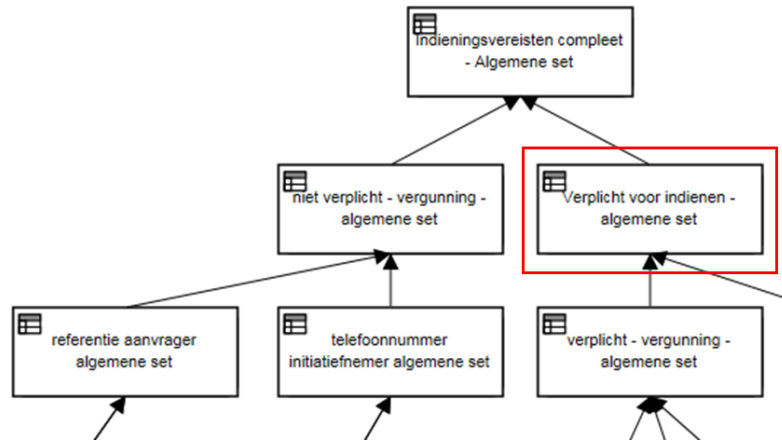 Indieningsvereisten compleet
- Algemene set
niet verplicht - vergunning -
algemene set
Verplicht voor indienen -
algemene set
referentie aanvrager
algemene set
telefoonnummer
initiatiefnemer algemene set
verplicht - vergunning -
algemene set